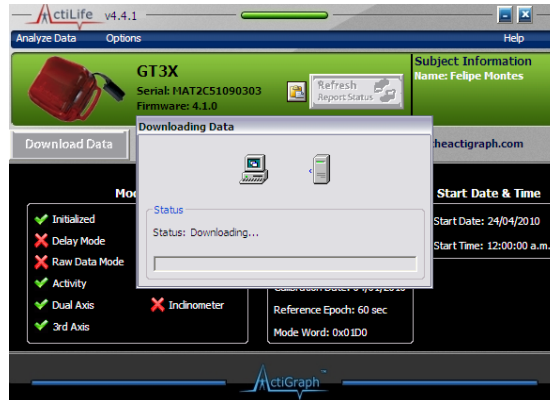 ActiLife v4.4.1
Analyze Data Options Help
GT3X
Serial: MAT2C51090303
Firmware: 4.1.0
Refresh
Report Status
Subject Information
Name: Felipe Montes
Download Data
theactigraph.com
Downloading Data
Status
Status: Downloading...
Mo
Initialized
Delay Mode
Raw Data Mode
Activity
Dual Axis
3rd Axis
Inclinometer
Reference Epoch: 60 sec
Mode Word: 0x01D0
Start Date & Time
Start Date: 24/04/2010
Start Time: 12:00:00 a.m.
ActiGraph